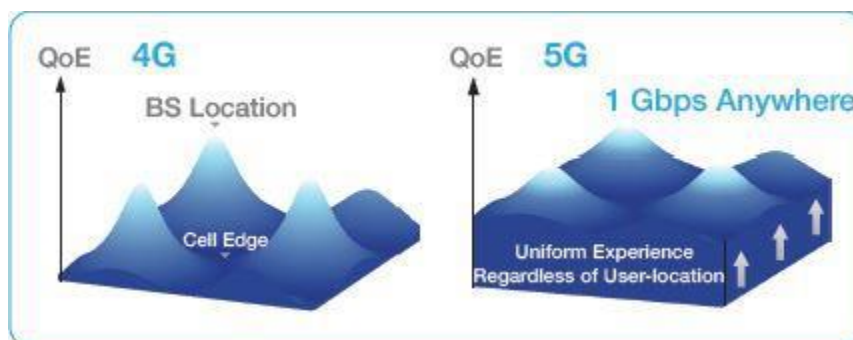 QoE 4G
BS Location
Cell Edge
QoE 5G
1 Gbps Anywhere
Uniform Experience
Regardless of User-location